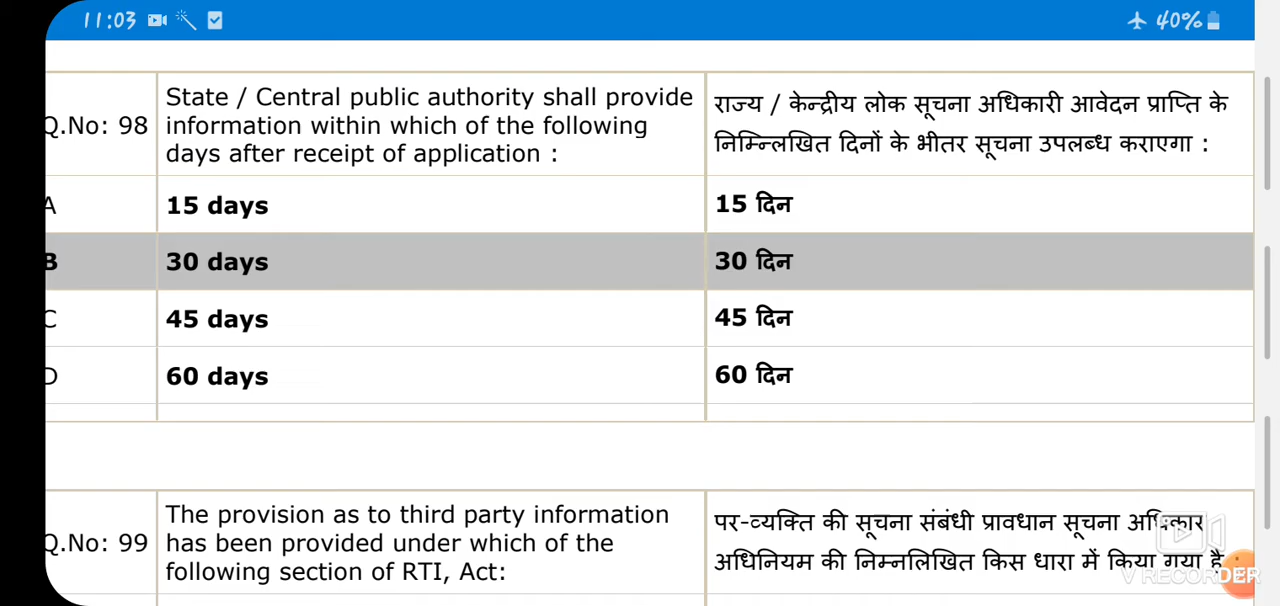 11:03 40%
Q.No: 98
State / Central public authority shall provide
information within which of the following
days after receipt of application :
राज्य / केन्द्रीय लोक सूचना अधिकारी आवेदन प्राप्ति के
निम्न्लिखित दिनों के भीतर सूचना उपलब्ध कराएगा :
A 15 days 15 दिन
B 30 days 30 दिन
C 45 days 45 दिन
D 60 days 60 दिन
Q.No: 99
The provision as to third party information
has been provided under which of the
following section of RTI, Act:
पर-व्यक्ति की सूचना संबंधी प्रावधान सूचना अधिकार
अधिनियम की निम्नलिखित किस धारा में किया गया है
V RECORDER